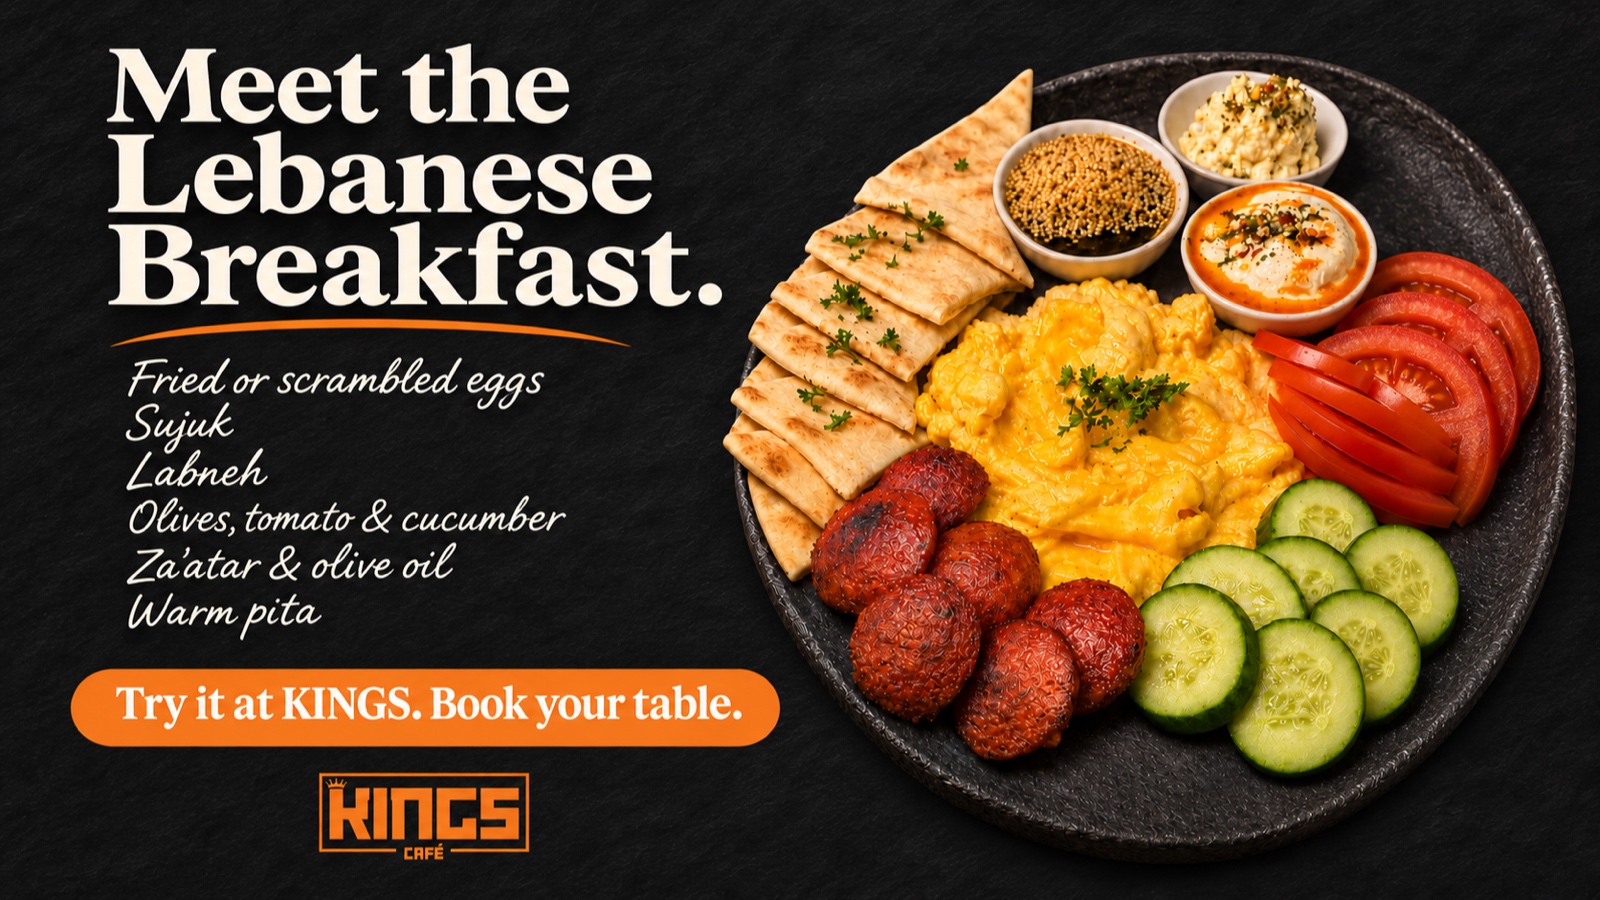 Meet the
Lebanese
Breakfast.
Fried or scrambled eggs
Sujuk
Labneh
Olives, tomato & cucumber
Za'atar & olive oil
Warm pita
Try it at KINGS. Book your table.
KINGS
CAFÉ